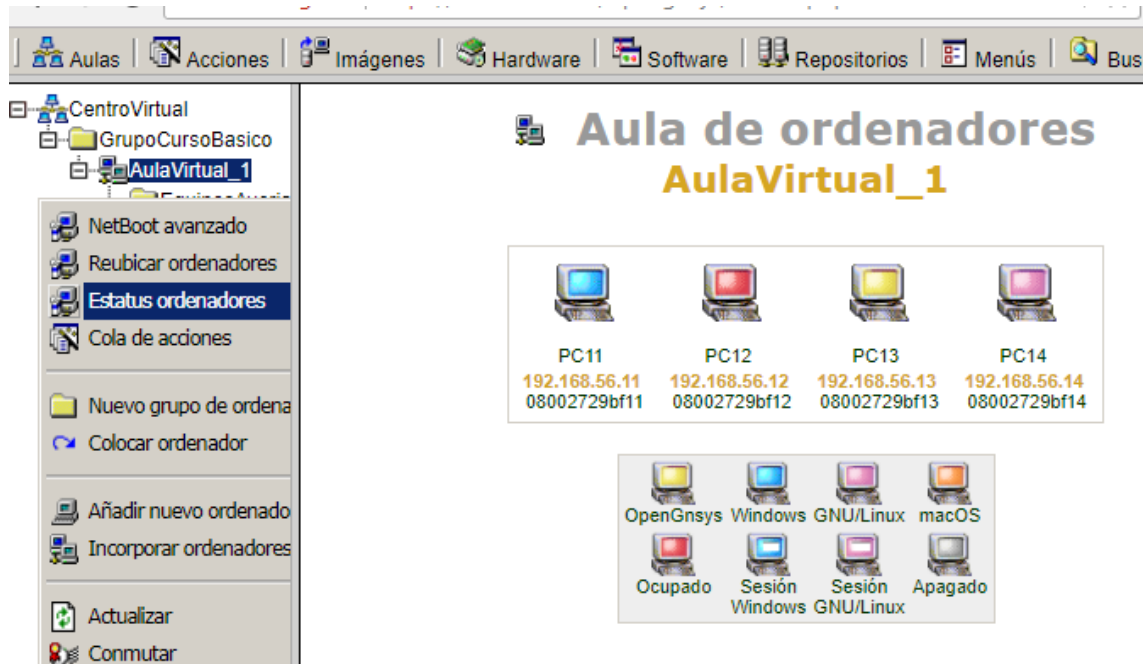 Aulas Acciones Imágenes Hardware Software Repositorios Menús Bus
CentroVirtual
GrupoCursoBasico
AulaVirtual_1
NetBoot avanzado
Reubicar ordenadores
Estatus ordenadores
Cola de acciones
Nuevo grupo de ordena
Colocar ordenador
Añadir nuevo ordenado
Incorporar ordenadores
Actualizar
Conmutar
Aula de ordenadores
AulaVirtual_1
PC11 PC12 PC13 PC14
192.168.56.11 192.168.56.12 192.168.56.13 192.168.56.14
08002729bf11 08002729bf12 08002729bf13 08002729bf14
OpenGnsys Windows GNU/Linux macOS
Ocupado Sesión Sesión Apagado
Windows GNU/Linux